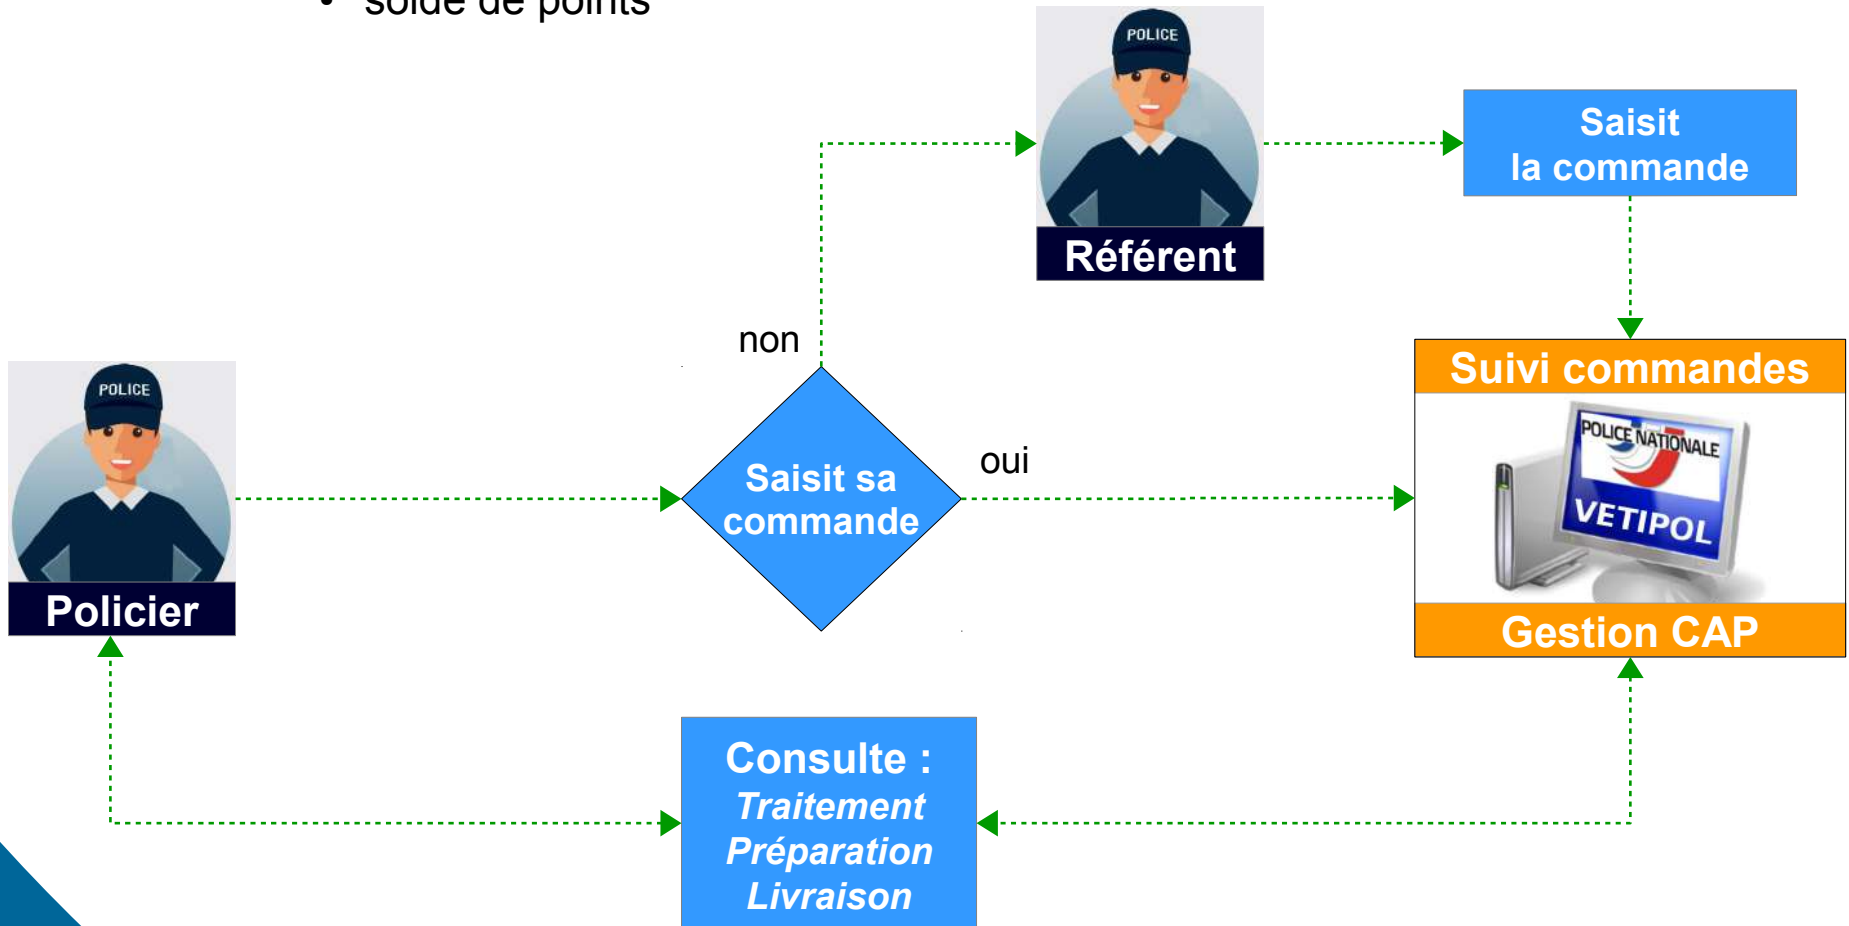 • solde de points
POLICE
Référent
Saisit
la commande
non
POLICE
Policier
Saisit sa
commande
oui
Suivi commandes
POLICE NATIONALE
VETIPOL
Gestion CAP
Consulte :
Traitement
Préparation
Livraison